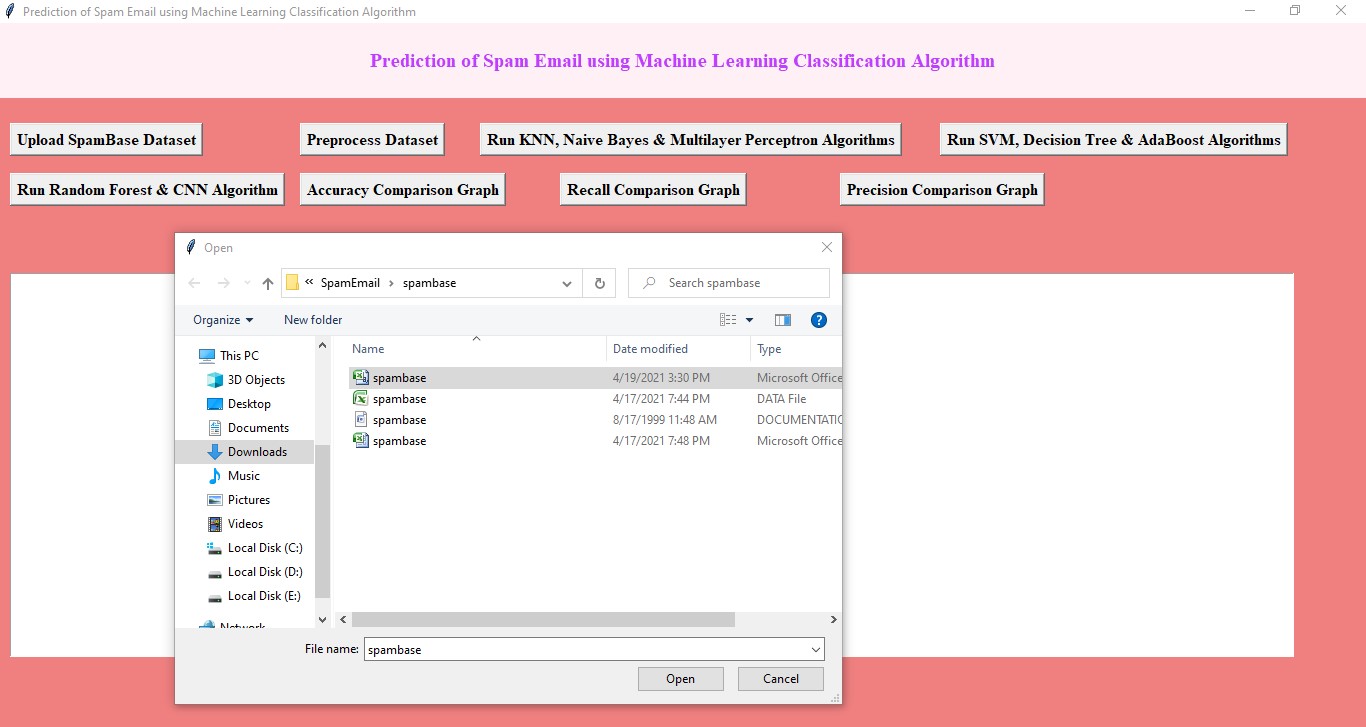 Prediction of Spam Email using Machine Learning Classification Algorithm
Prediction of Spam Email using Machine Learning Classification Algorithm
Upload SpamBase Dataset
Preprocess Dataset
Run KNN, Naive Bayes & Multilayer Perceptron Algorithms
Run SVM, Decision Tree & AdaBoost Algorithms
Run Random Forest & CNN Algorithm
Accuracy Comparison Graph
Recall Comparison Graph
Precision Comparison Graph
Open
« SpamEmail › spambase
Search spambase
Organize
New folder
This PC
3D Objects
Desktop
Documents
Downloads
Music
Pictures
Videos
Local Disk (C:)
Local Disk (D:)
Local Disk (E:)
Network
Name Date modified Type
spambase 4/19/2021 3:30 PM Microsoft Office
spambase 4/17/2021 7:44 PM DATA File
spambase 8/17/1999 11:48 AM DOCUMENTATIO
spambase 4/17/2021 7:48 PM Microsoft Office
File name: spambase
Open
Cancel